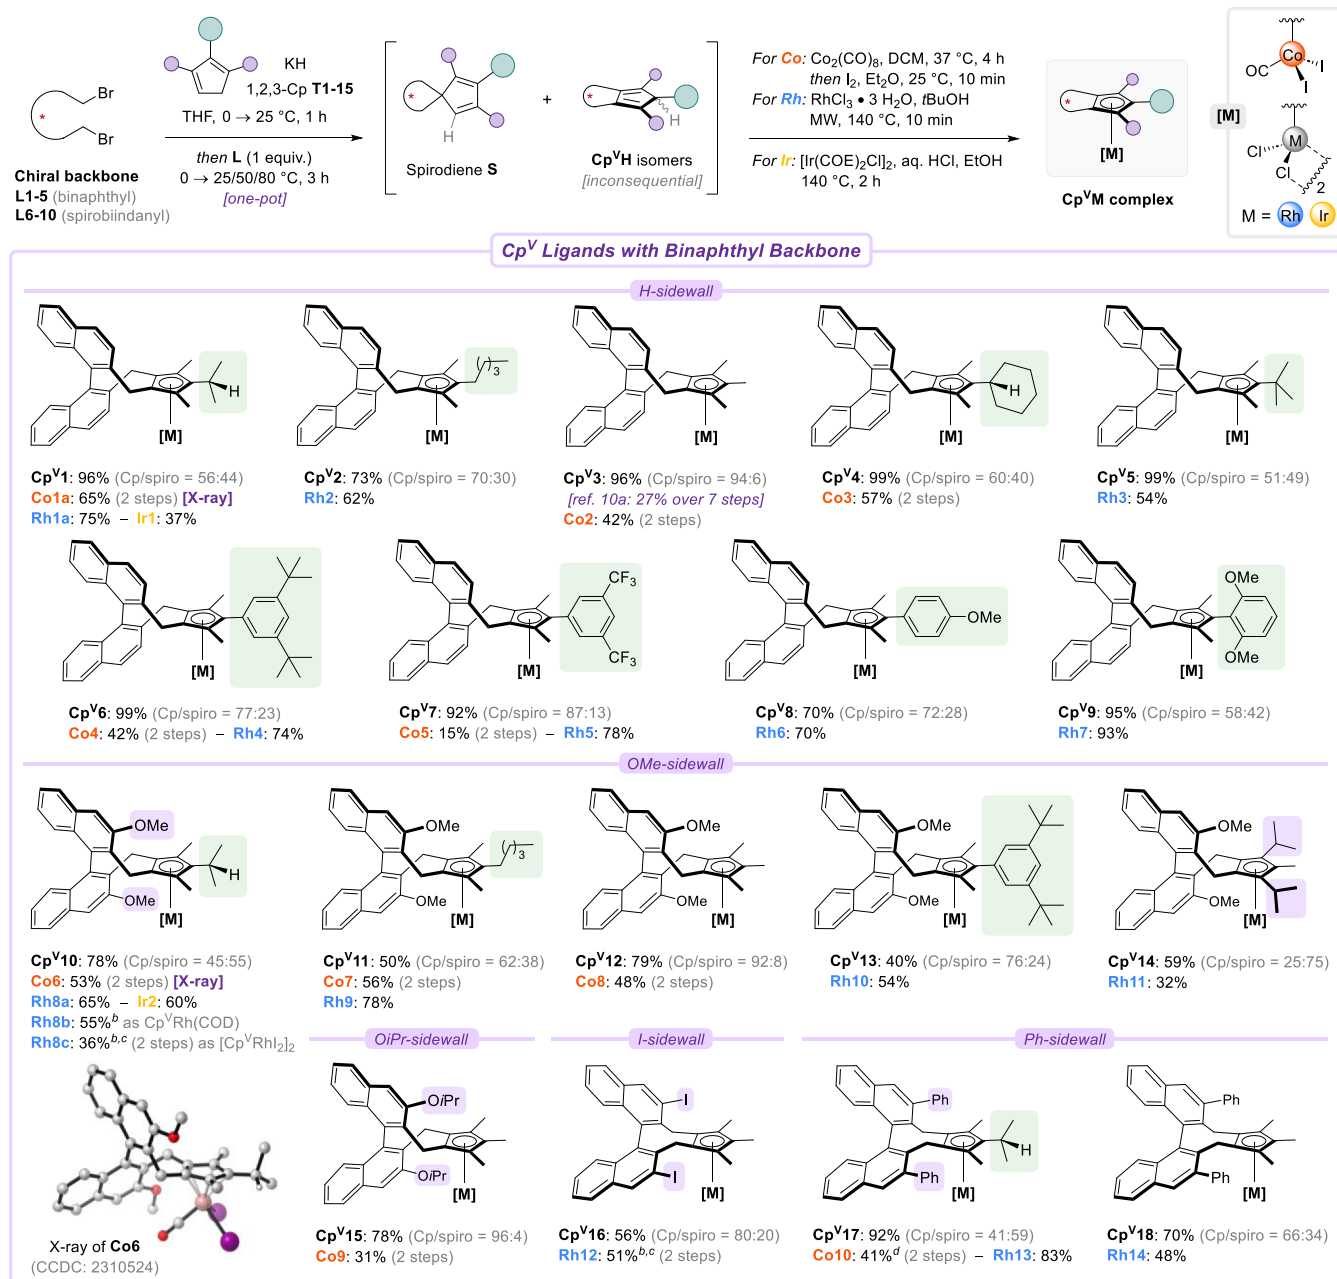 Br
Br
*
Chiral backbone
L1-5 (binaphthyl)
L6-10 (spirobiindanyl)
KH
1,2,3-Cp T1-15
THF, 0 → 25 °C, 1 h
then L (1 equiv.)
0 → 25/50/80 °C, 3 h
[one-pot]
*
H
Spirodiene S
+
*
H
CpVH isomers
[inconsequential]
For Co: Co2(CO)8, DCM, 37 °C, 4 h
then I2, Et2O, 25 °C, 10 min
For Rh: RhCl3 • 3 H2O, tBuOH
MW, 140 °C, 10 min
For Ir: [Ir(COE)2Cl]2, aq. HCl, EtOH
140 °C, 2 h
*
[M]
CpVM complex
[M]
Co
OC
I
I
M
Cl
Cl
2
M = Rh Ir
CpV Ligands with Binaphthyl Backbone
H-sidewall
H
[M]
CpV1: 96% (Cp/spiro = 56:44)
Co1a: 65% (2 steps) [X-ray]
Rh1a: 75% – Ir1: 37%
( )3
[M]
CpV2: 73% (Cp/spiro = 70:30)
Rh2: 62%
[M]
CpV3: 96% (Cp/spiro = 94:6)
[ref. 10a: 27% over 7 steps]
Co2: 42% (2 steps)
H
[M]
CpV4: 99% (Cp/spiro = 60:40)
Co3: 57% (2 steps)
[M]
CpV5: 99% (Cp/spiro = 51:49)
Rh3: 54%
[M]
CpV6: 99% (Cp/spiro = 77:23)
Co4: 42% (2 steps) – Rh4: 74%
CF3
CF3
[M]
CpV7: 92% (Cp/spiro = 87:13)
Co5: 15% (2 steps) – Rh5: 78%
OMe
[M]
CpV8: 70% (Cp/spiro = 72:28)
Rh6: 70%
OMe
OMe
[M]
CpV9: 95% (Cp/spiro = 58:42)
Rh7: 93%
OMe-sidewall
OMe
H
OMe
[M]
CpV10: 78% (Cp/spiro = 45:55)
Co6: 53% (2 steps) [X-ray]
Rh8a: 65% – Ir2: 60%
Rh8b: 55%b as CpVRh(COD)
Rh8c: 36%b,c (2 steps) as [CpVRhI2]2
OMe
( )3
OMe
[M]
CpV11: 50% (Cp/spiro = 62:38)
Co7: 56% (2 steps)
Rh9: 78%
OMe
OMe
[M]
CpV12: 79% (Cp/spiro = 92:8)
Co8: 48% (2 steps)
OMe
OMe
[M]
CpV13: 40% (Cp/spiro = 76:24)
Rh10: 54%
OMe
OMe
[M]
CpV14: 59% (Cp/spiro = 25:75)
Rh11: 32%
X-ray of Co6
(CCDC: 2310524)
OiPr-sidewall
OiPr
OiPr
[M]
CpV15: 78% (Cp/spiro = 96:4)
Co9: 31% (2 steps)
I-sidewall
I
I
[M]
CpV16: 56% (Cp/spiro = 80:20)
Rh12: 51%b,c (2 steps)
Ph-sidewall
Ph
H
Ph
[M]
CpV17: 92% (Cp/spiro = 41:59)
Co10: 41%d (2 steps) – Rh13: 83%
Ph
Ph
[M]
CpV18: 70% (Cp/spiro = 66:34)
Rh14: 48%